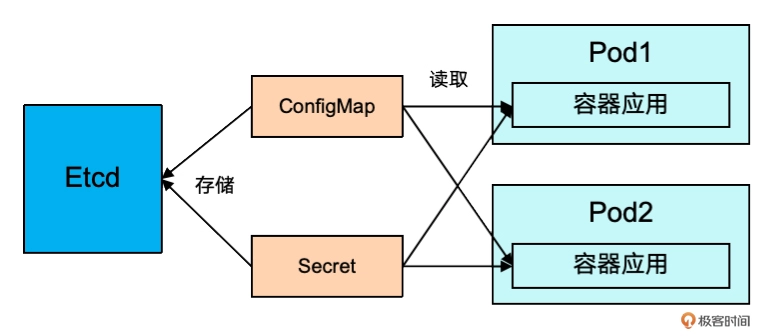 Etcd
存储
ConfigMap
Secret
读取
Pod1
容器应用
Pod2
容器应用
极客时间